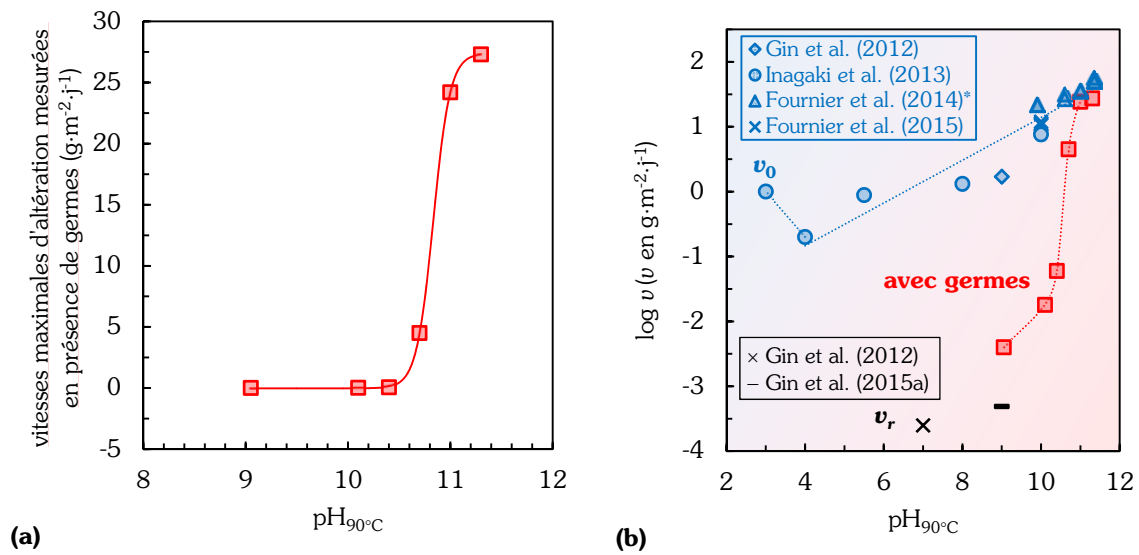 vitesses maximales d'altération mesurées
en présence de germes (g·m⁻²·j⁻¹)
30
25
20
15
10
5
0
-5
8
9
10
11
12
pH90°C
(a)
log v (v en g·m⁻²·j⁻¹)
2
1
0
-1
-2
-3
-4
Gin et al. (2012)
Inagaki et al. (2013)
Fournier et al. (2014)*
Fournier et al. (2015)
v0
avec germes
Gin et al. (2012)
Gin et al. (2015a)
vr
2
4
6
8
10
12
pH90°C
(b)